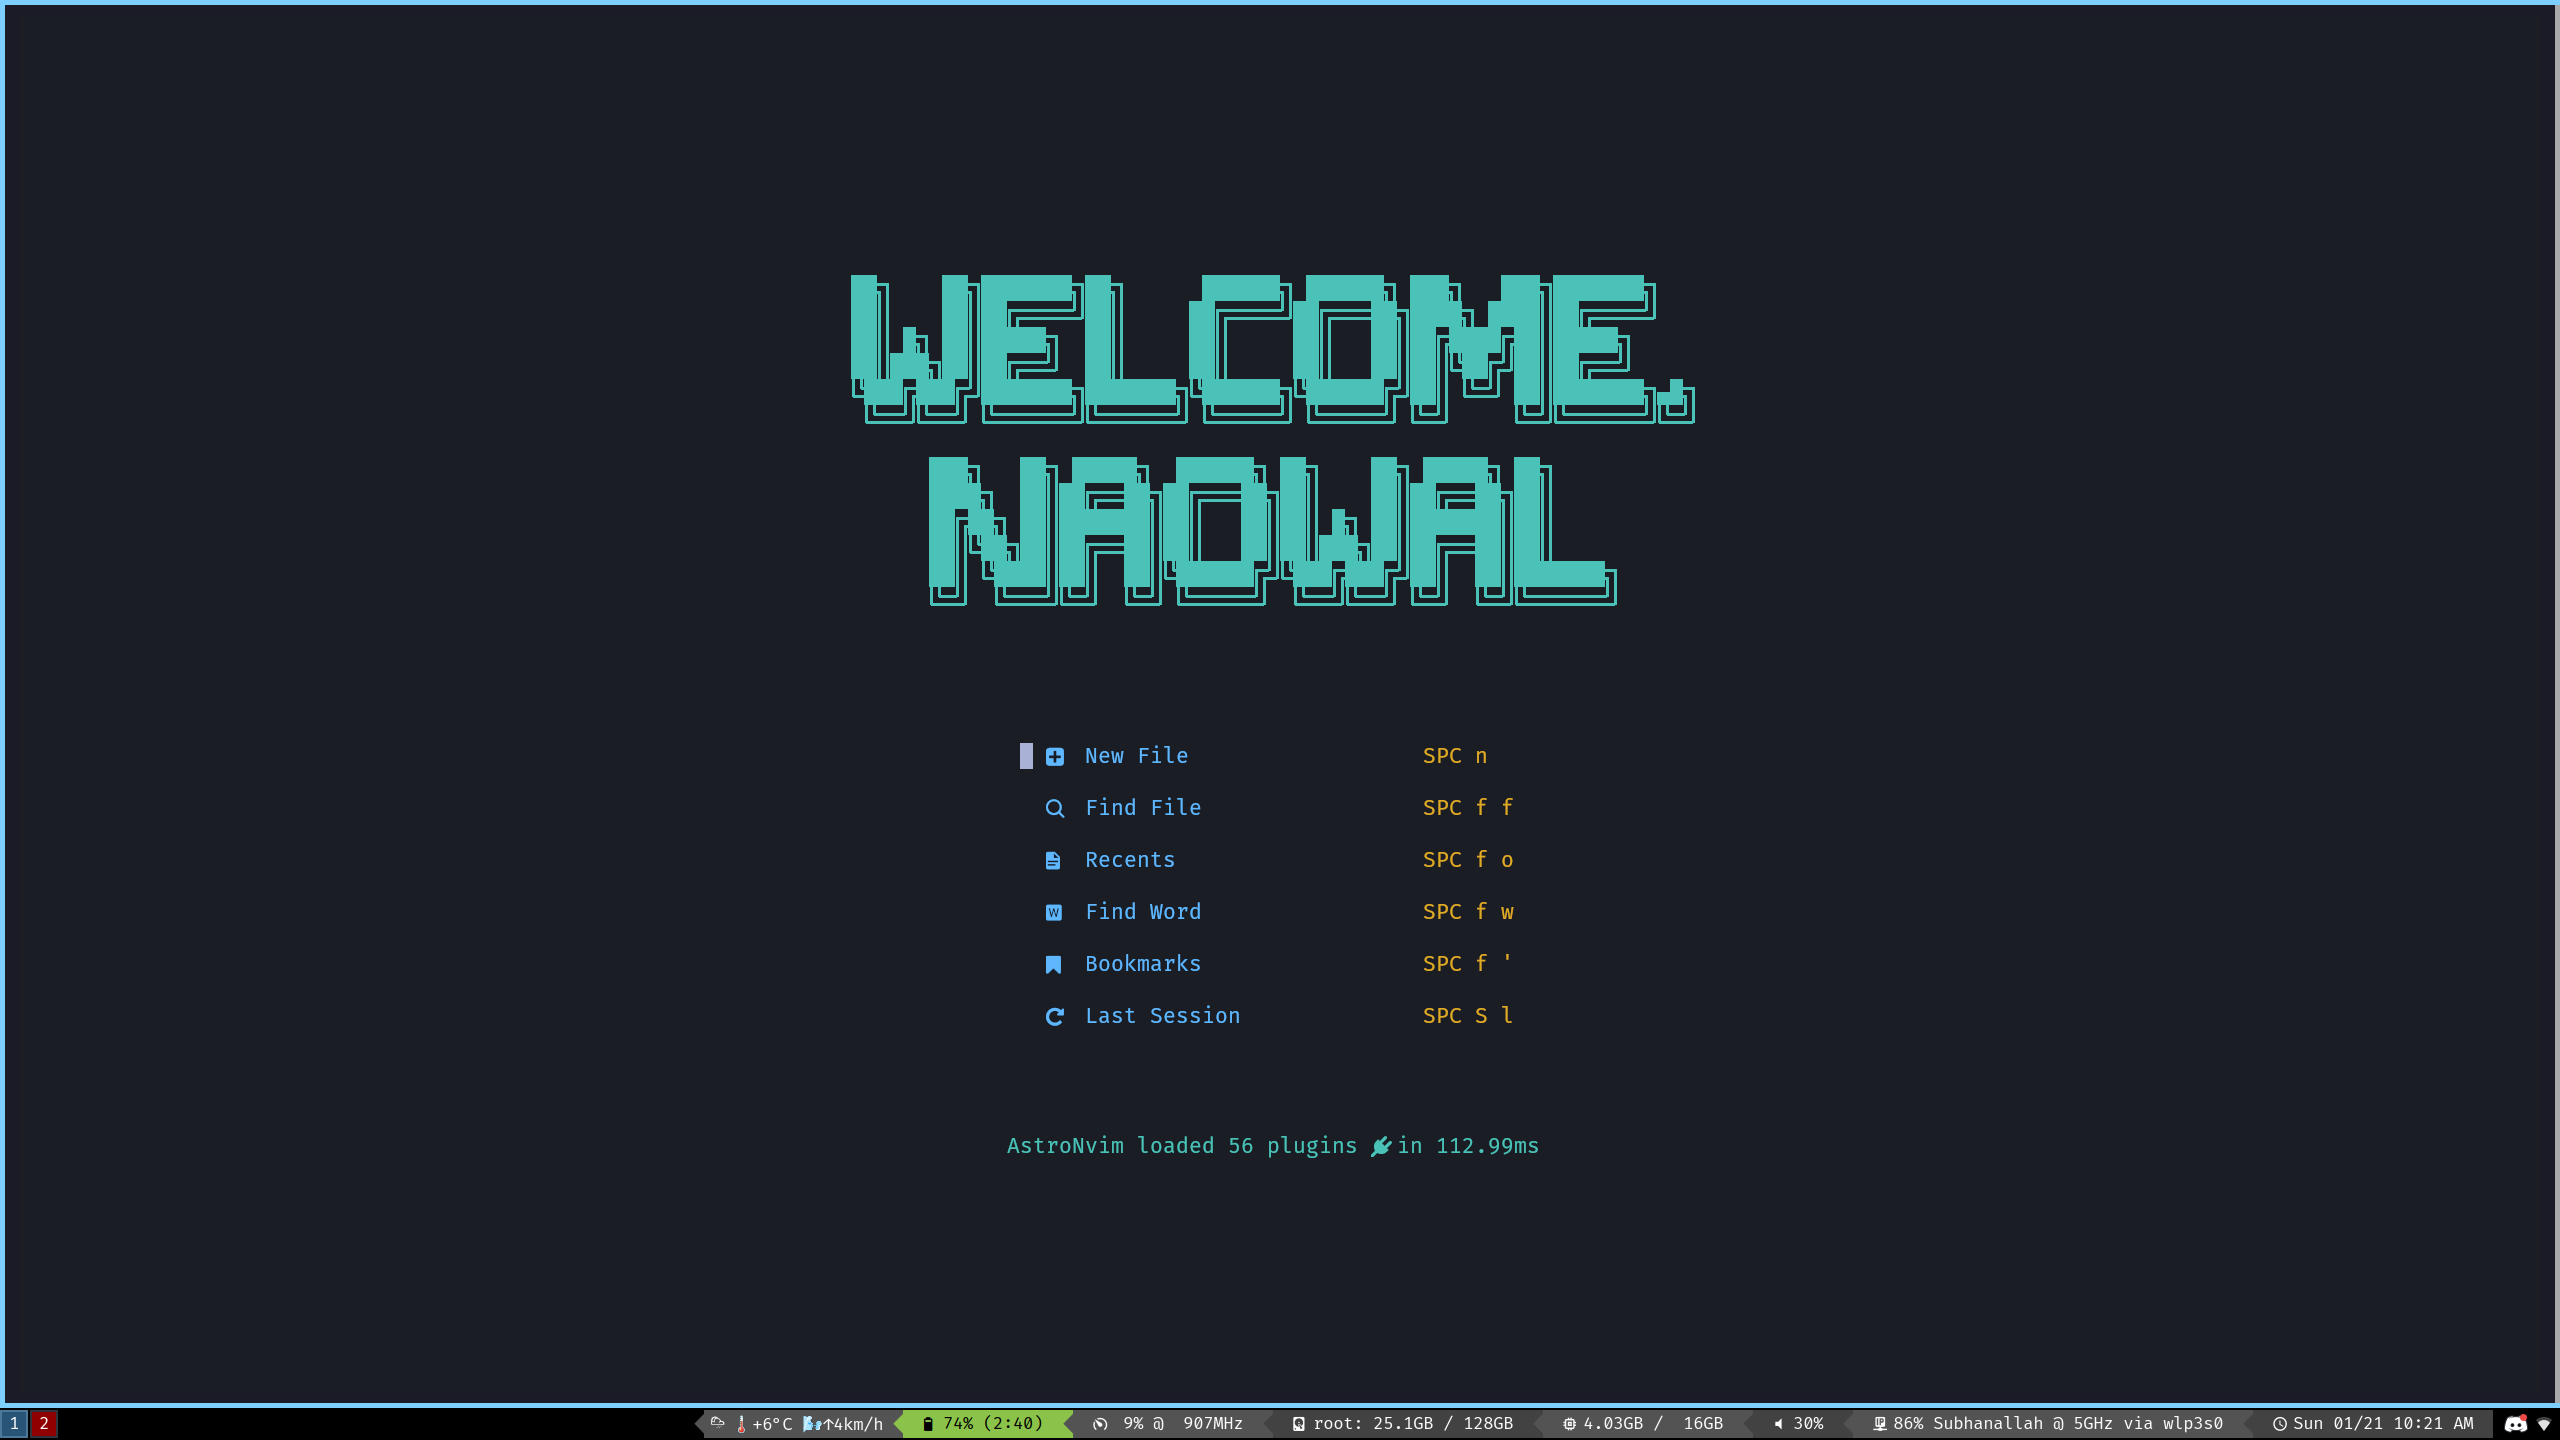 WELCOME,
NAOWAL
New File SPC n
Find File SPC f f
Recents SPC f o
Find Word SPC f w
Bookmarks SPC f '
Last Session SPC S l
AstroNvim loaded 56 plugins in 112.99ms
1 2 +6°C ↑4km/h 74% (2:40) 9% @ 907MHz root: 25.1GB / 128GB 4.03GB / 16GB 30% 86% Subhanallah @ 5GHz via wlp3s0 Sun 01/21 10:21 AM